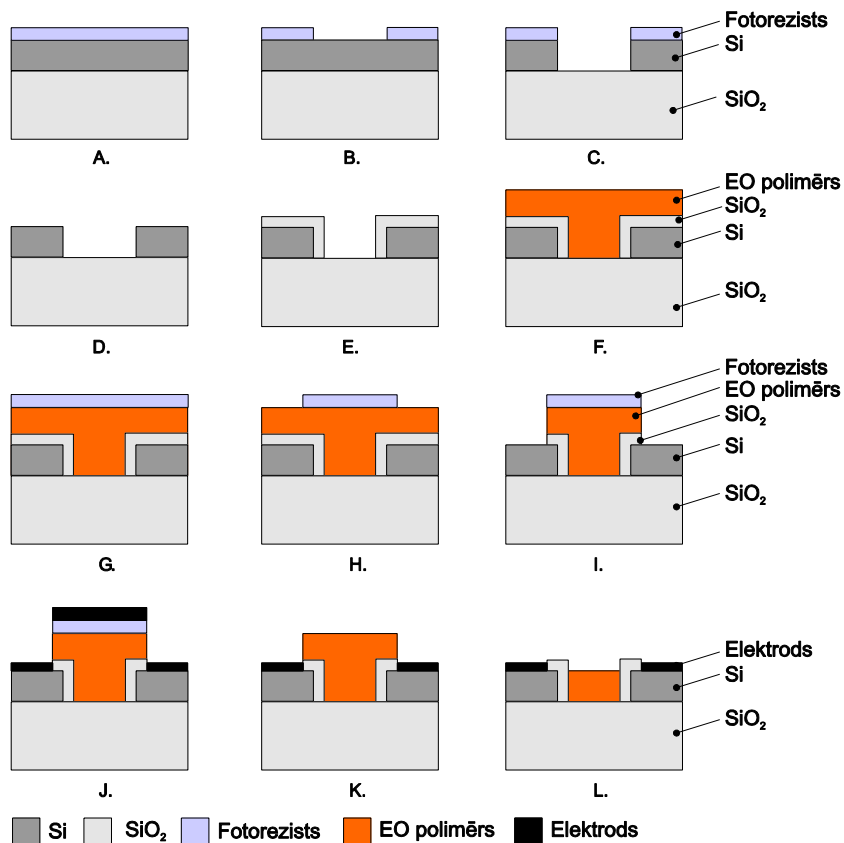 Fotorezists
Si
SiO₂
A.
B.
C.
EO polimērs
SiO₂
Si
SiO₂
D.
E.
F.
Fotorezists
EO polimērs
SiO₂
Si
SiO₂
G.
H.
I.
Elektrods
Si
SiO₂
J.
K.
L.
Si SiO₂ Fotorezists EO polimērs Elektrods